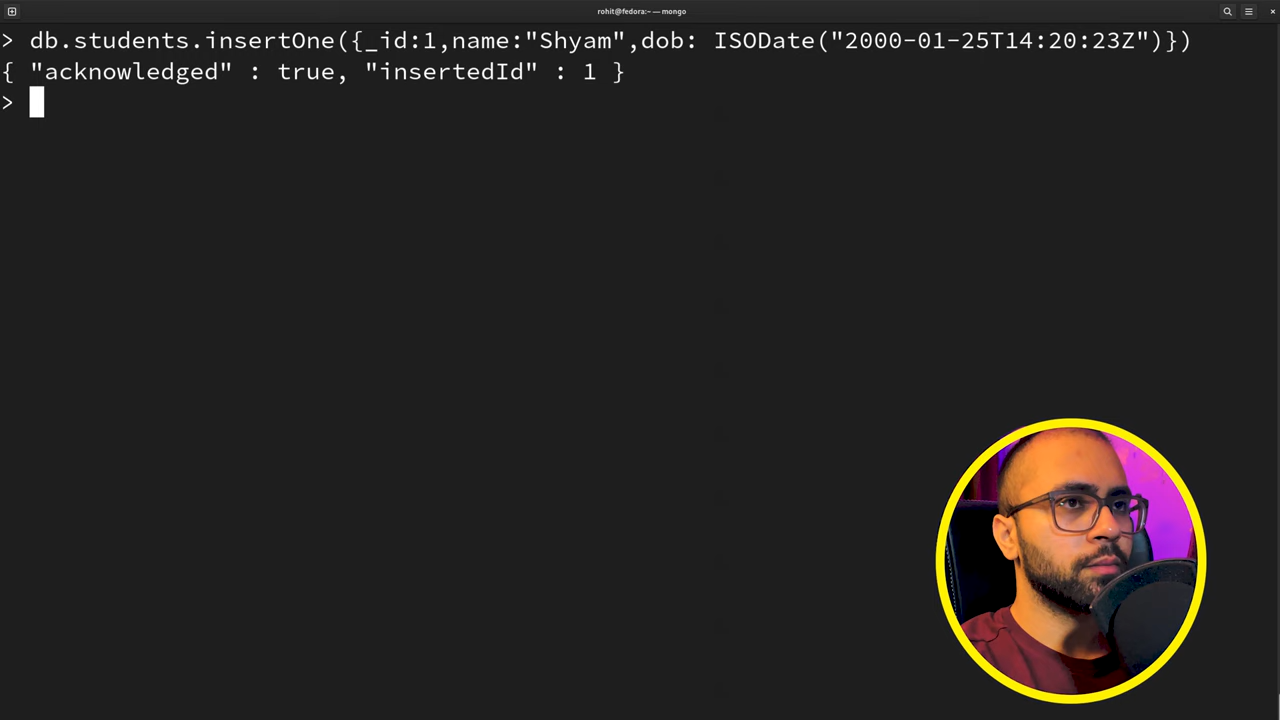 rohit@fedora:~ — mongo
> db.students.insertOne({_id:1,name:"Shyam",dob: ISODate("2000-01-25T14:20:23Z")})
{ "acknowledged" : true, "insertedId" : 1 }
>